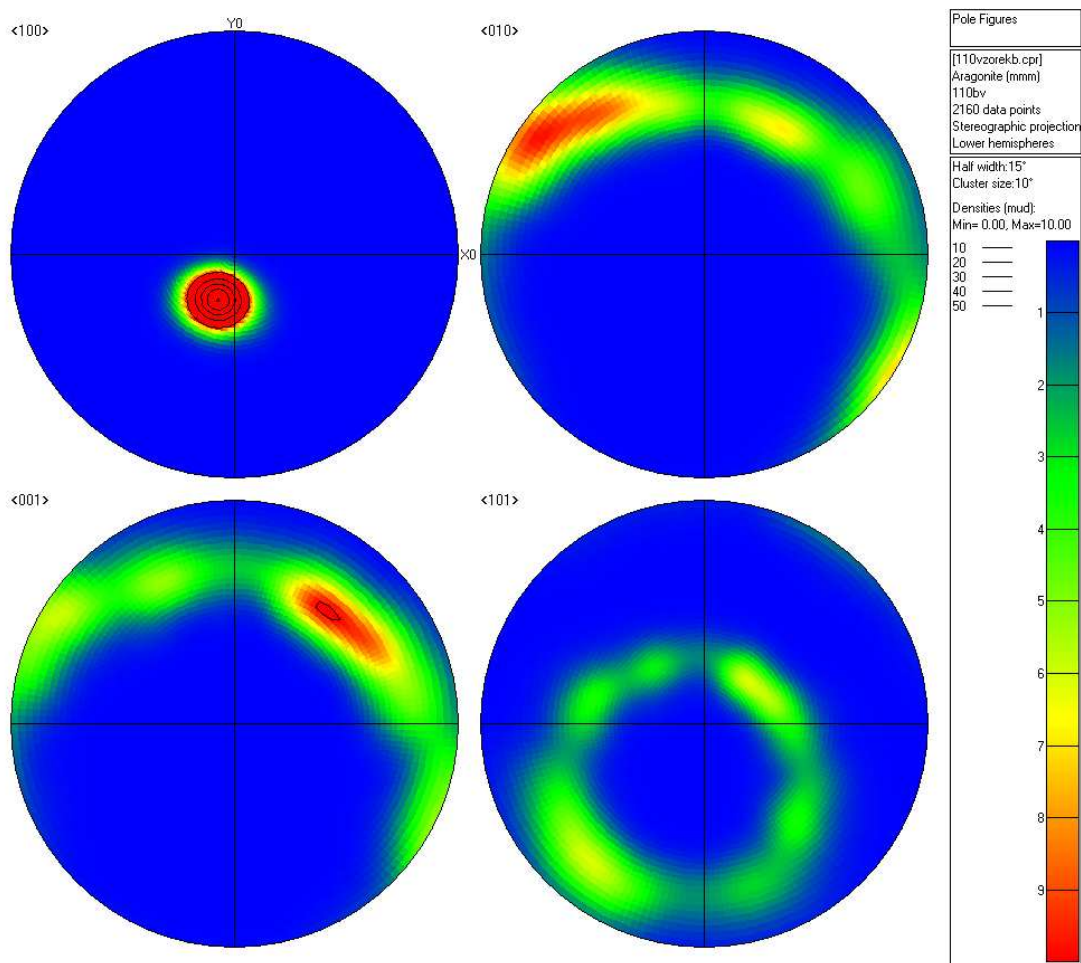 <100>
Y0
X0
<010>
<001>
<101>
Pole Figures
[110vzorekb.cpr]
Aragonite (mmm)
110bv
2160 data points
Stereographic projection
Lower hemispheres
Half width:15°
Cluster size:10°
Densities (mud):
Min= 0.00, Max=10.00
10
20
30
40
50
1
2
3
4
5
6
7
8
9